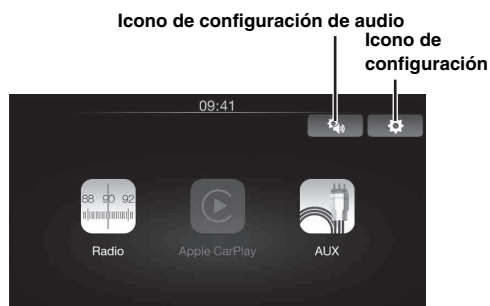 Icono de configuración de audio
Icono de
configuración
09:41
88 90 92
Radio
Apple CarPlay
AUX